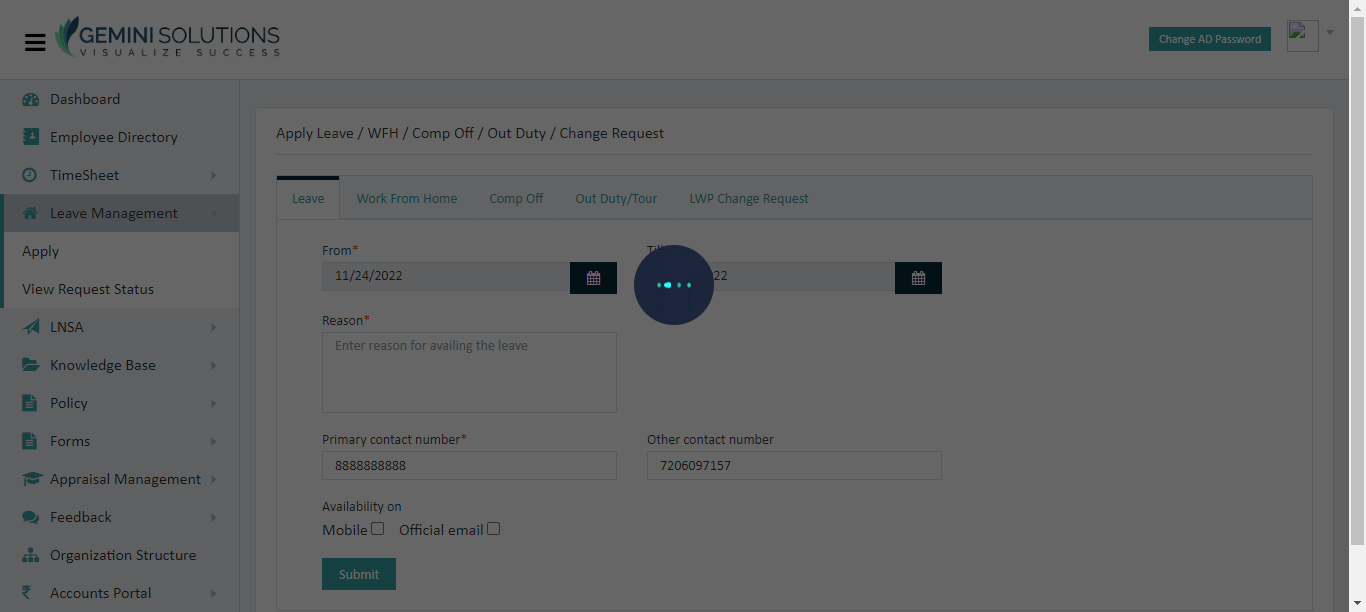 GEMINI SOLUTIONS
VISUALIZE SUCCESS
Change AD Password
Dashboard
Employee Directory
TimeSheet
Leave Management
Apply
View Request Status
LNSA
Knowledge Base
Policy
Forms
Appraisal Management
Feedback
Organization Structure
Accounts Portal
Apply Leave / WFH / Comp Off / Out Duty / Change Request
Leave
Work From Home
Comp Off
Out Duty/Tour
LWP Change Request
From*
11/24/2022
22
Reason*
Enter reason for availing the leave
Primary contact number*
Other contact number
8888888888
7206097157
Availability on
Mobile
Official email
Submit